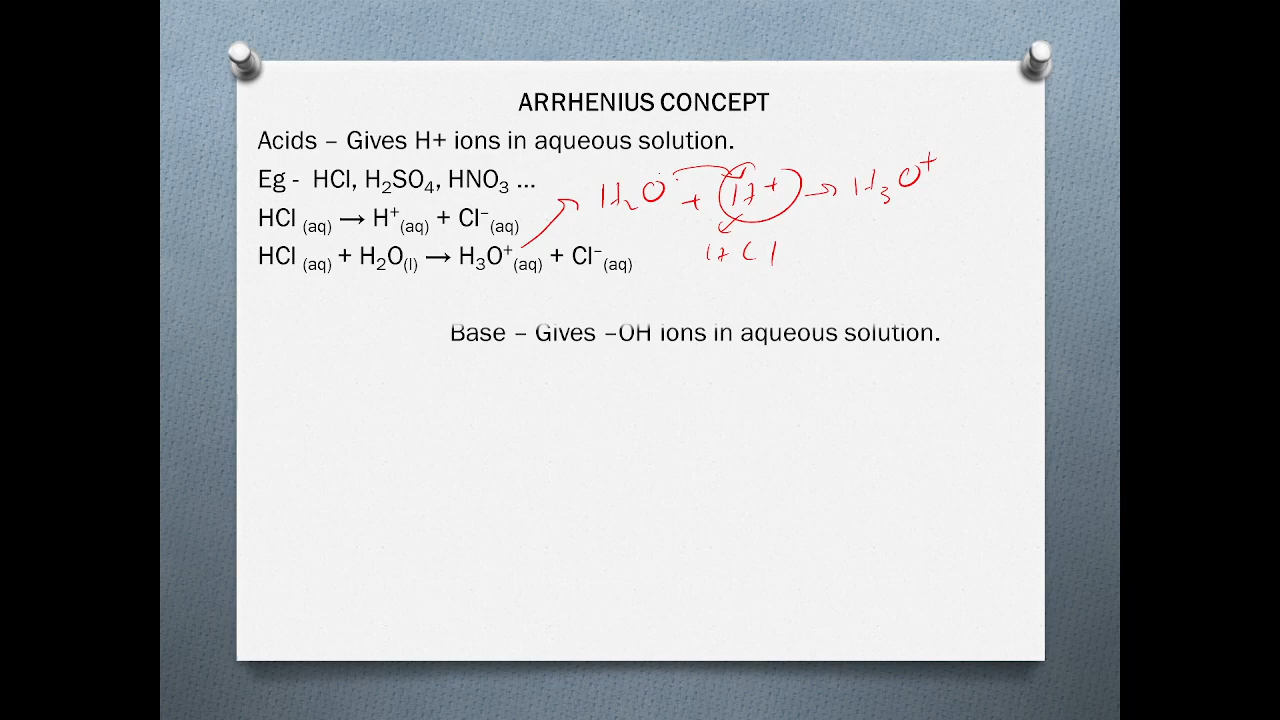 ARRHENIUS CONCEPT
Acids – Gives H+ ions in aqueous solution.
Eg - HCl, H₂SO₄, HNO₃ ...
H₂O + H+ → H₃O⁺
HCl (aq) → H⁺(aq) + Cl⁻(aq)
HCl
HCl (aq) + H₂O(l) → H₃O⁺(aq) + Cl⁻(aq)
Base – Gives –OH ions in aqueous solution.